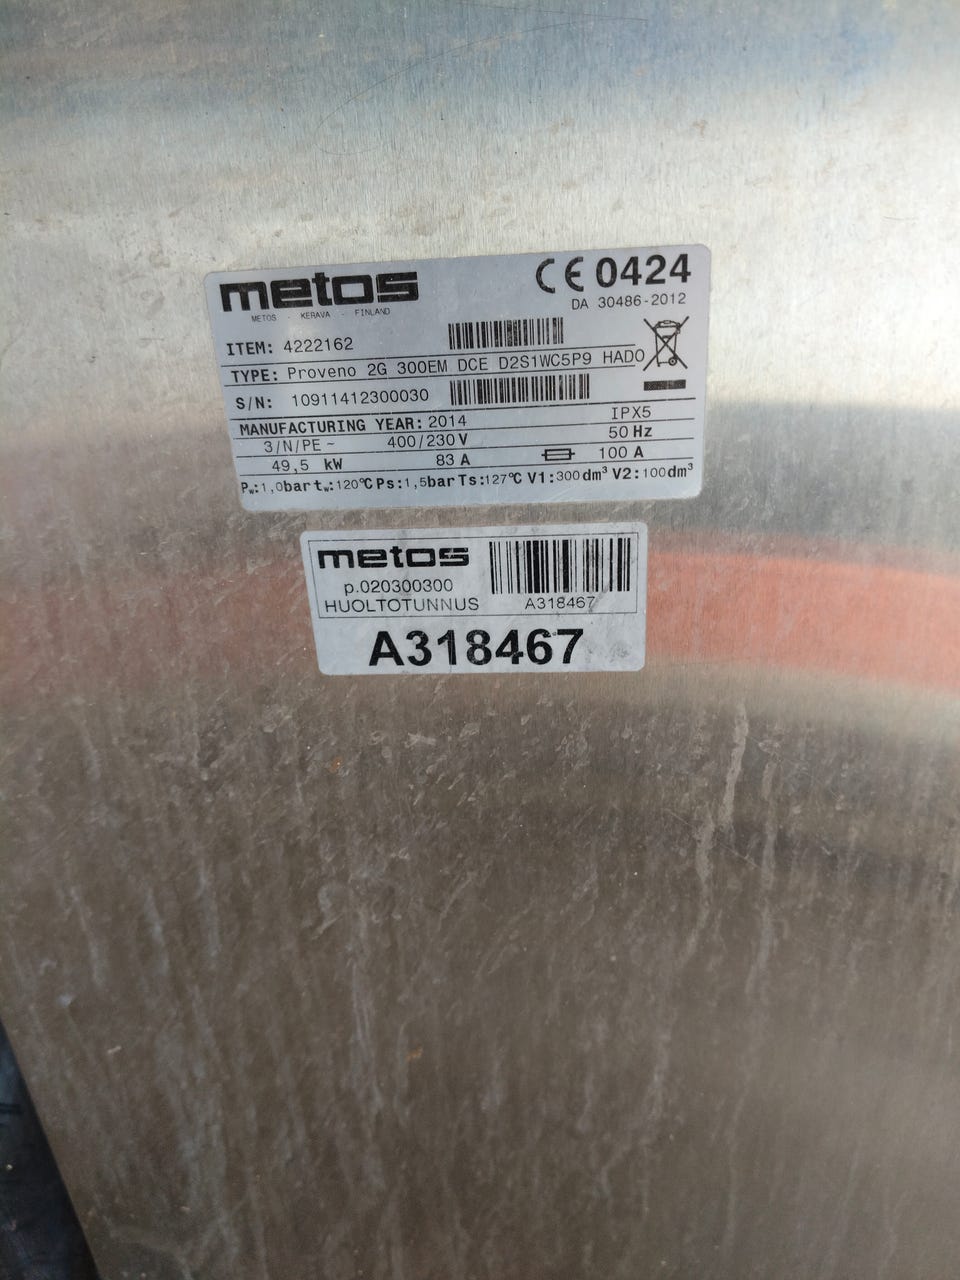 metos
CE 0424
METOS - KERAVA - FINLAND
DA 30486-2012
ITEM: 4222162
TYPE: Proveno 2G 300EM DCE D2S1WC5P9 HADO
S/N: 10911412300030
MANUFACTURING YEAR: 2014 IPX5
3/N/PE ~ 400/230 V 50 Hz
49,5 kW 83 A 100 A
Pw:1,0bar tw:120°C Ps:1,5bar Ts:127°C V1:300dm³ V2:100dm³
metos
p.020300300
HUOLTOTUNNUS A318467
A318467